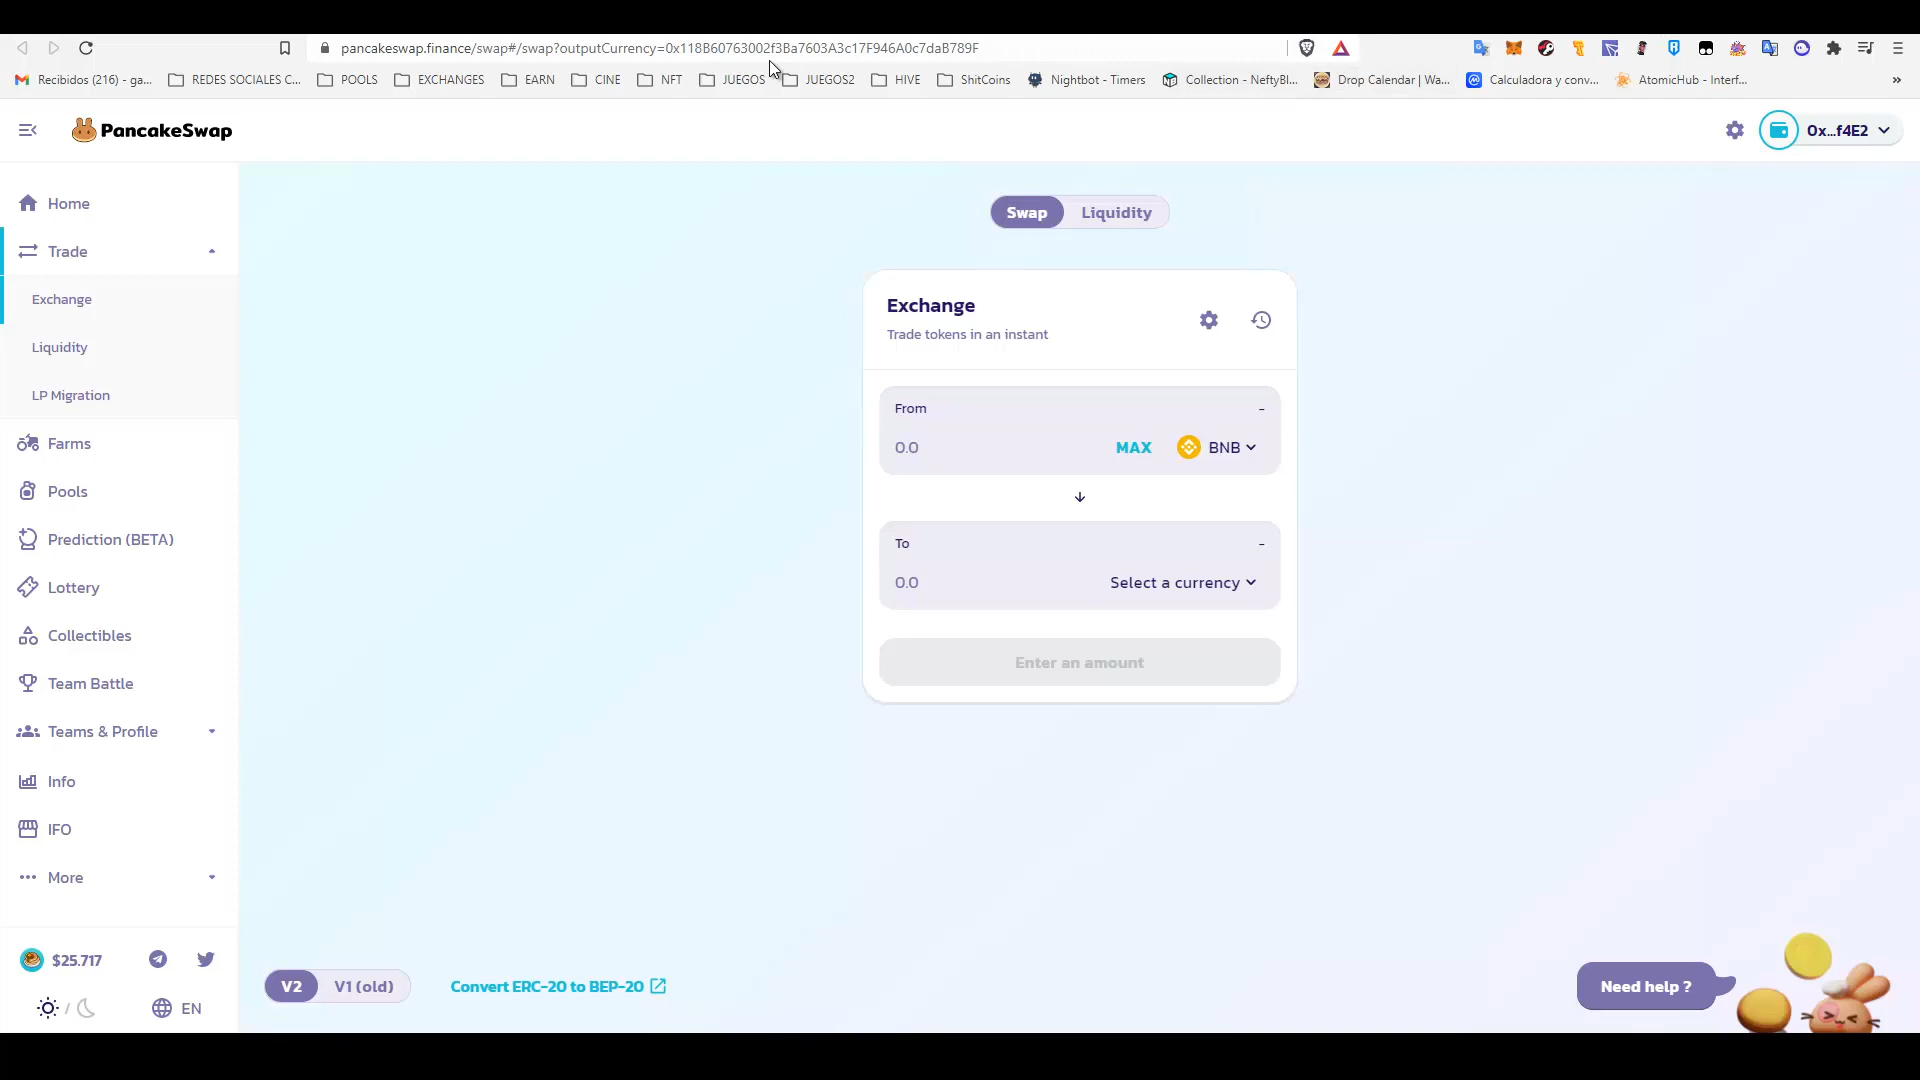 pancakeswap.finance/swap#/swap?outputCurrency=0x118B60763002f3Ba7603A3c17F946A0c7daB789F
Recibidos (216) - ga...
REDES SOCIALES C...
POOLS
EXCHANGES
EARN
CINE
NFT
JUEGOS
JUEGOS2
HIVE
ShitCoins
Nightbot - Timers
Collection - NeftyBl...
Drop Calendar | Wa...
Calculadora y conv...
AtomicHub - Interf...
»
PancakeSwap
0x...f4E2
Home
Trade
Exchange
Liquidity
LP Migration
Farms
Pools
Prediction (BETA)
Lottery
Collectibles
Team Battle
Teams & Profile
Info
IFO
More
$25.717
/
EN
Swap
Liquidity
Exchange
Trade tokens in an instant
From
-
0.0
MAX
BNB
To
-
0.0
Select a currency
Enter an amount
V2
V1 (old)
Convert ERC-20 to BEP-20
Need help ?